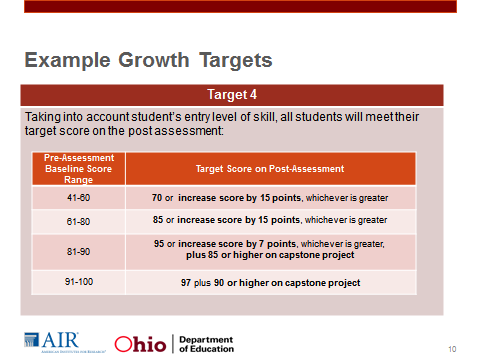 Example Growth Targets
Target 4
Taking into account student's entry level of skill, all students will meet their
target score on the post assessment:
Pre-Assessment
Baseline Score
Range
Target Score on Post-Assessment
41-60
70 or increase score by 15 points, whichever is greater
61-80
85 or increase score by 15 points, whichever is greater
81-90
95 or increase score by 7 points, whichever is greater,
plus 85 or higher on capstone project
91-100
97 plus 90 or higher on capstone project
AIR
AMERICAN INSTITUTES FOR RESEARCH
Ohio
Department
of Education
10